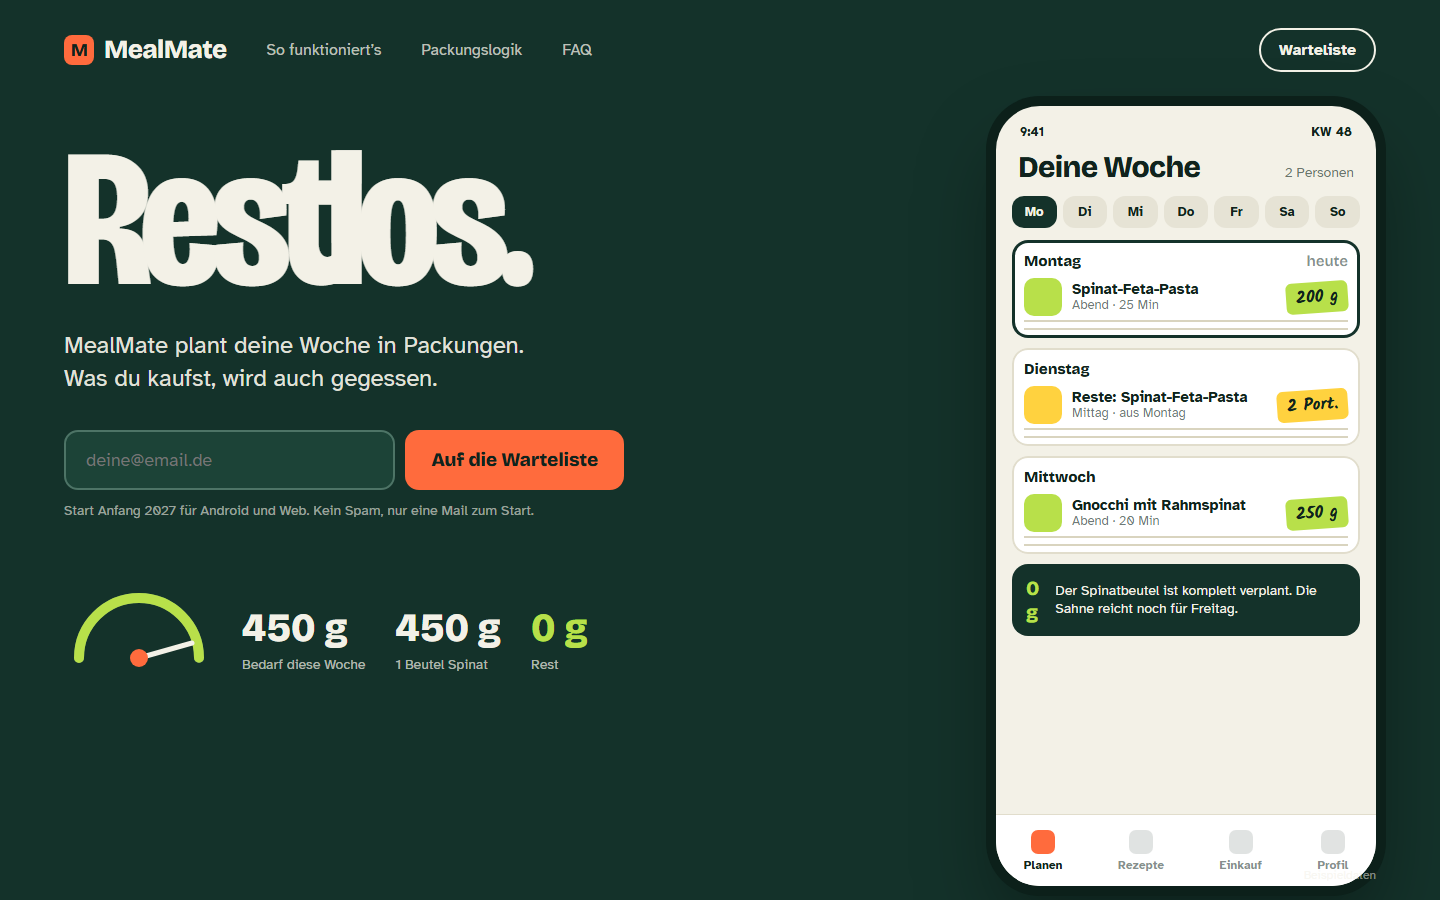 M MealMate So funktioniert's Packungslogik FAQ Warteliste
Restlos.
MealMate plant deine Woche in Packungen.
Was du kaufst, wird auch gegessen.
deine@email.de Auf die Warteliste
Start Anfang 2027 für Android und Web. Kein Spam, nur eine Mail zum Start.
450 g 450 g 0 g
Bedarf diese Woche 1 Beutel Spinat Rest
9:41 KW 48
Deine Woche 2 Personen
Mo Di Mi Do Fr Sa So
Montag heute
Spinat-Feta-Pasta
Abend · 25 Min
200 g
Dienstag
Reste: Spinat-Feta-Pasta
Mittag · aus Montag
2 Port.
Mittwoch
Gnocchi mit Rahmspinat
Abend · 20 Min
250 g
0 g
Der Spinatbeutel ist komplett verplant. Die
Sahne reicht noch für Freitag.
Planen Rezepte Einkauf Profil